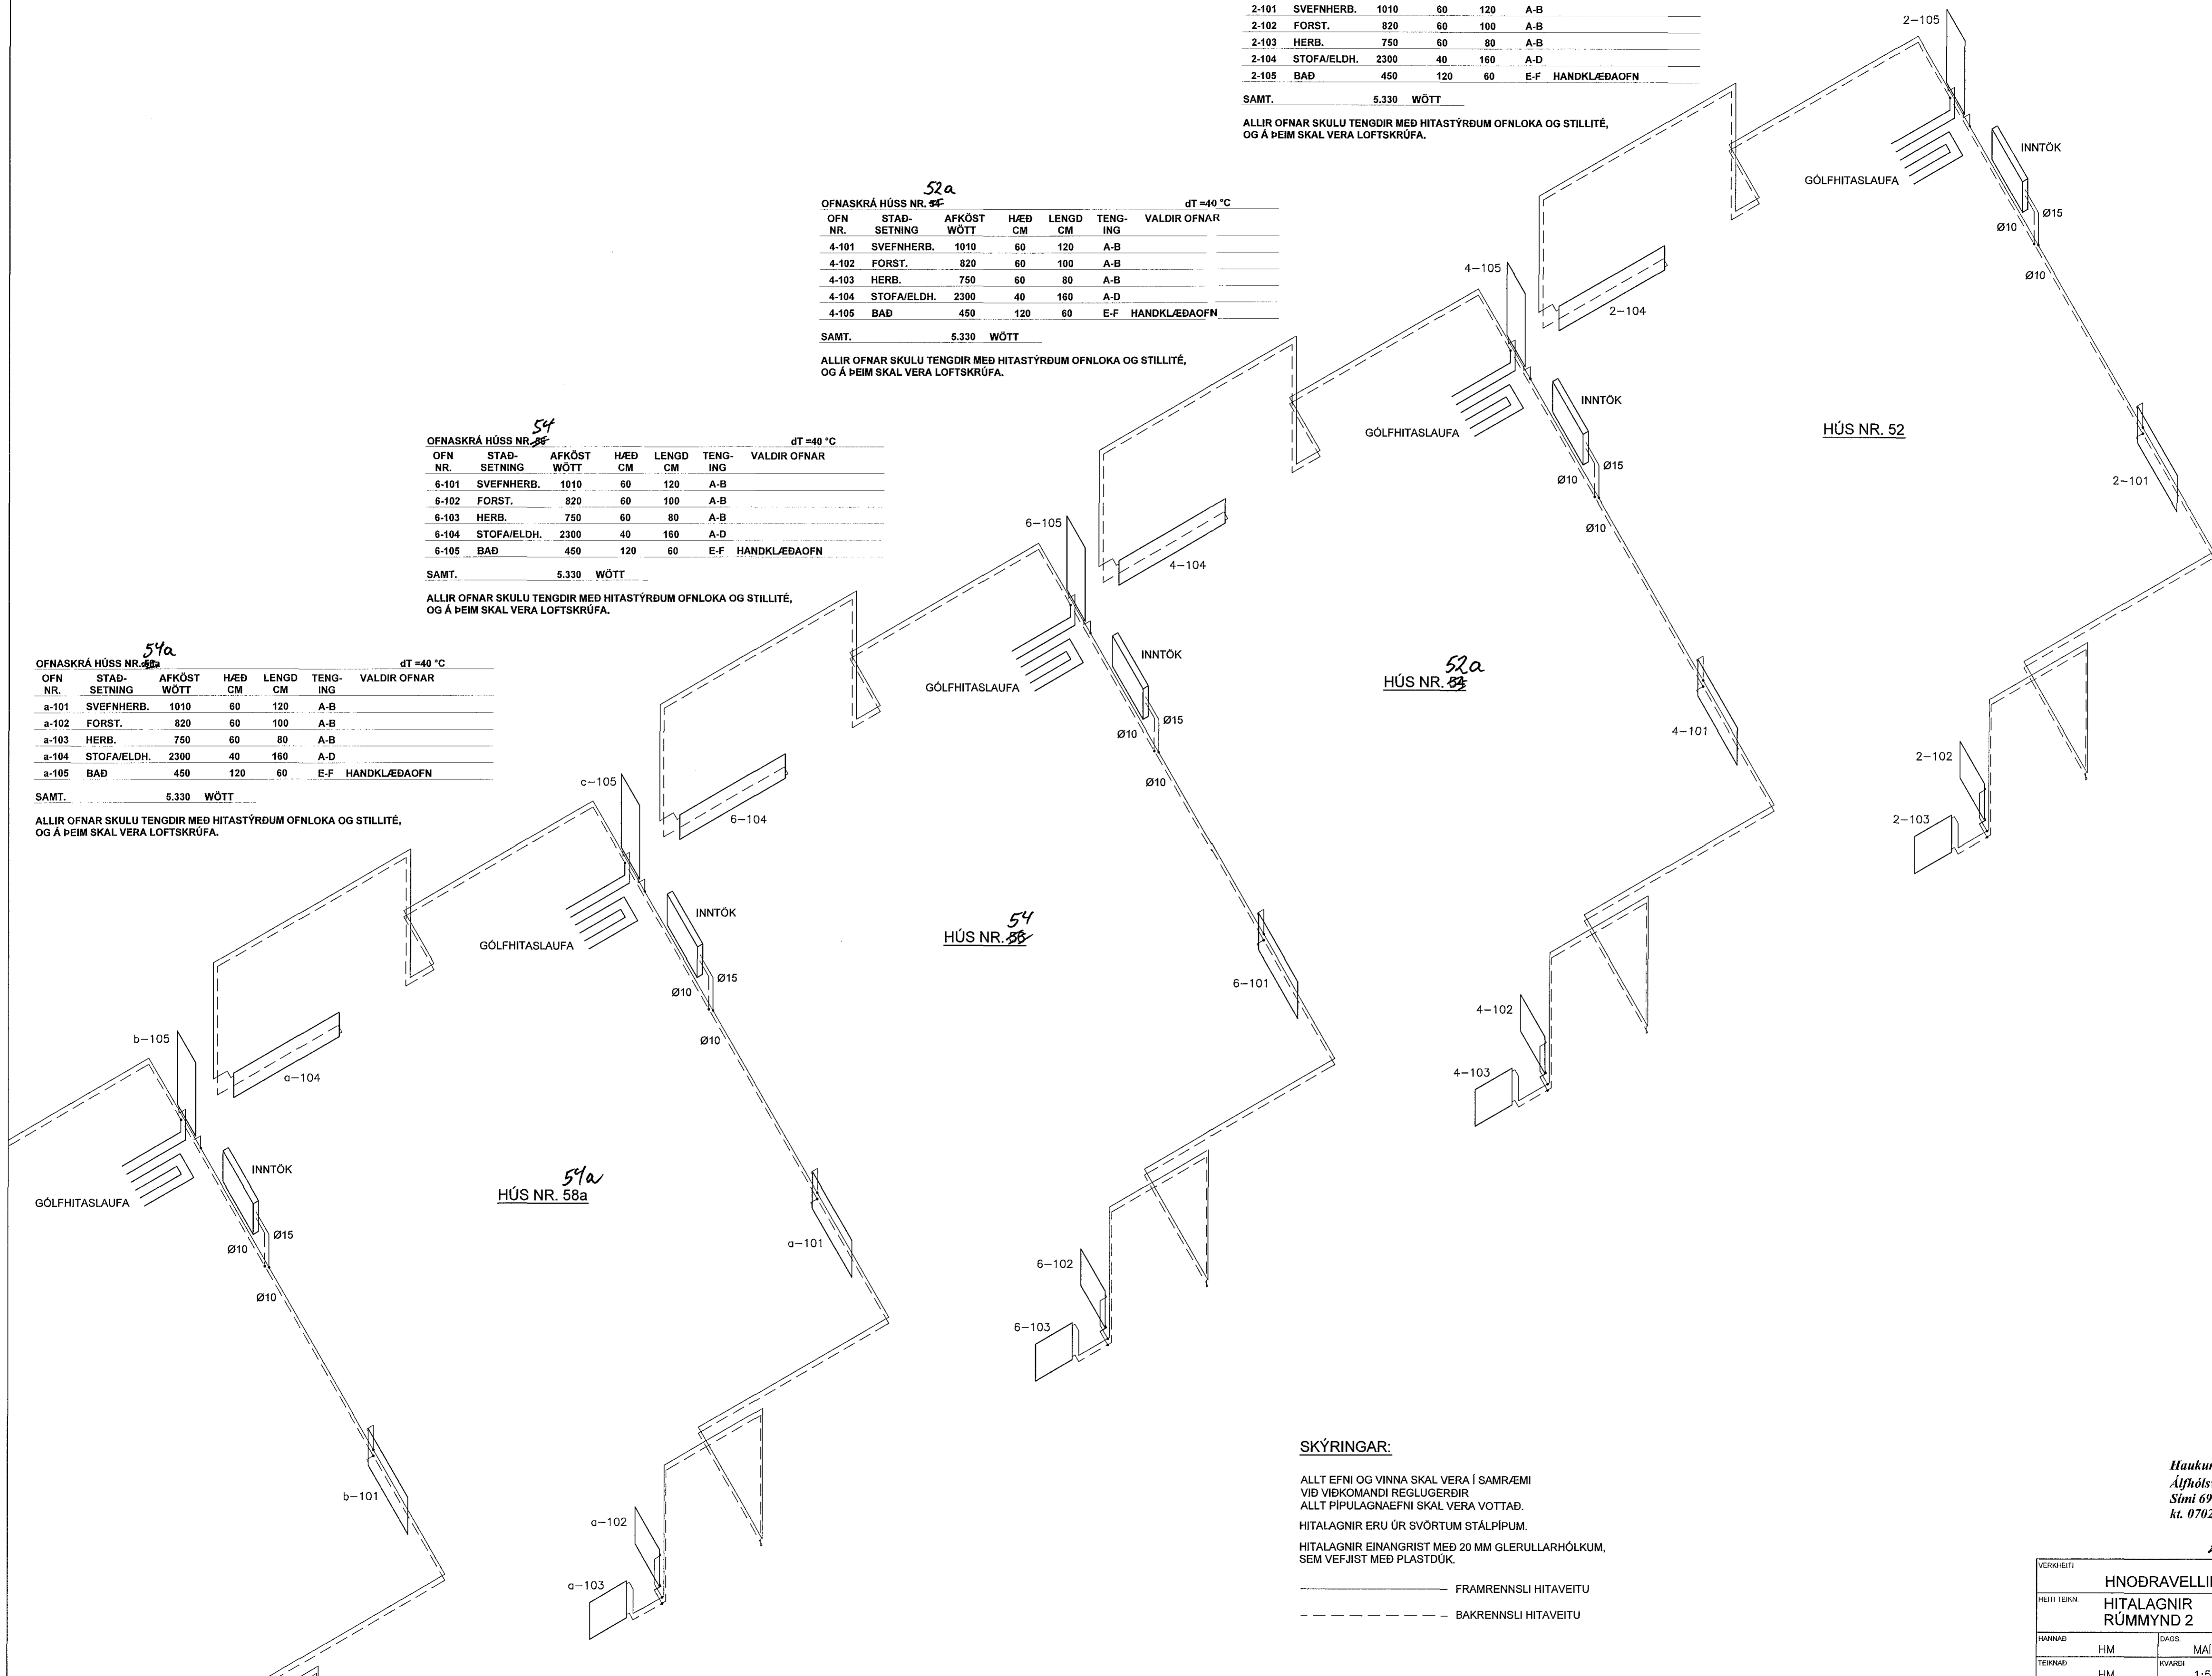 2-101 SVEFNHERB. 1010 60 120 A-B
2-102 FORST. 820 60 100 A-B
2-103 HERB. 750 60 80 A-B
2-104 STOFA/ELDH. 2300 40 160 A-D
2-105 BAÐ 450 120 60 E-F HANDKLÆÐAOFN
SAMT. 5.330 WÖTT
ALLIR OFNAR SKULU TENGDIR MEÐ HITASTÝRÐUM OFNLOKA OG STILLITÉ,
OG Á ÞEIM SKAL VERA LOFTSKRÚFA.
52a
OFNASKRÁ HÚSS NR. dT =40 °C
OFN STAÐ- AFKÖST HÆÐ LENGD TENG- VALDIR OFNAR
NR. SETNING WÖTT CM CM ING
4-101 SVEFNHERB. 1010 60 120 A-B
4-102 FORST. 820 60 100 A-B
4-103 HERB. 750 60 80 A-B
4-104 STOFA/ELDH. 2300 40 160 A-D
4-105 BAÐ 450 120 60 E-F HANDKLÆÐAOFN
SAMT. 5.330 WÖTT
ALLIR OFNAR SKULU TENGDIR MEÐ HITASTÝRÐUM OFNLOKA OG STILLITÉ,
OG Á ÞEIM SKAL VERA LOFTSKRÚFA.
54
OFNASKRÁ HÚSS NR. dT =40 °C
OFN STAÐ- AFKÖST HÆÐ LENGD TENG- VALDIR OFNAR
NR. SETNING WÖTT CM CM ING
6-101 SVEFNHERB. 1010 60 120 A-B
6-102 FORST. 820 60 100 A-B
6-103 HERB. 750 60 80 A-B
6-104 STOFA/ELDH. 2300 40 160 A-D
6-105 BAÐ 450 120 60 E-F HANDKLÆÐAOFN
SAMT. 5.330 WÖTT
ALLIR OFNAR SKULU TENGDIR MEÐ HITASTÝRÐUM OFNLOKA OG STILLITÉ,
OG Á ÞEIM SKAL VERA LOFTSKRÚFA.
54a
OFNASKRÁ HÚSS NR. dT =40 °C
OFN STAÐ- AFKÖST HÆÐ LENGD TENG- VALDIR OFNAR
NR. SETNING WÖTT CM CM ING
a-101 SVEFNHERB. 1010 60 120 A-B
a-102 FORST. 820 60 100 A-B
a-103 HERB. 750 60 80 A-B
a-104 STOFA/ELDH. 2300 40 160 A-D
a-105 BAÐ 450 120 60 E-F HANDKLÆÐAOFN
SAMT. 5.330 WÖTT
ALLIR OFNAR SKULU TENGDIR MEÐ HITASTÝRÐUM OFNLOKA OG STILLITÉ,
OG Á ÞEIM SKAL VERA LOFTSKRÚFA.
2-105
INNTÖK
GÓLFHITASLAUFA
Ø15
Ø10
Ø10
2-104
HÚS NR. 52
2-101
2-102
2-103
4-105
INNTÖK
GÓLFHITASLAUFA
Ø15
Ø10
Ø10
4-104
52a
HÚS NR. 54
4-101
4-102
4-103
6-105
INNTÖK
GÓLFHITASLAUFA
Ø15
Ø10
Ø10
6-104
54
HÚS NR. 56
6-101
6-102
6-103
c-105
INNTÖK
GÓLFHITASLAUFA
Ø15
Ø10
Ø10
a-104
54a
HÚS NR. 58a
a-101
a-102
a-103
b-105
INNTÖK
GÓLFHITASLAUFA
Ø15
Ø10
Ø10
b-101
SKÝRINGAR:
ALLT EFNI OG VINNA SKAL VERA Í SAMRÆMI
VIÐ VIÐKOMANDI REGLUGERÐIR
ALLT PÍPULAGNAEFNI SKAL VERA VOTTAÐ.
HITALAGNIR ERU ÚR SVÖRTUM STÁLPÍPUM.
HITALAGNIR EINANGRIST MEÐ 20 MM GLERULLARHÓLKUM,
SEM VEFJIST MEÐ PLASTDÚK.
FRAMRENNSLI HITAVEITU
BAKRENNSLI HITAVEITU
Haukur
Álfhóls
Sími 69
kt. 0702
VERKHEITI
HNOÐRAVELLI
HEITI TEIKN.
HITALAGNIR
RÚMMYND 2
HANNAÐ HM DAGS. MAÍ
TEIKNAÐ HM KVARÐI